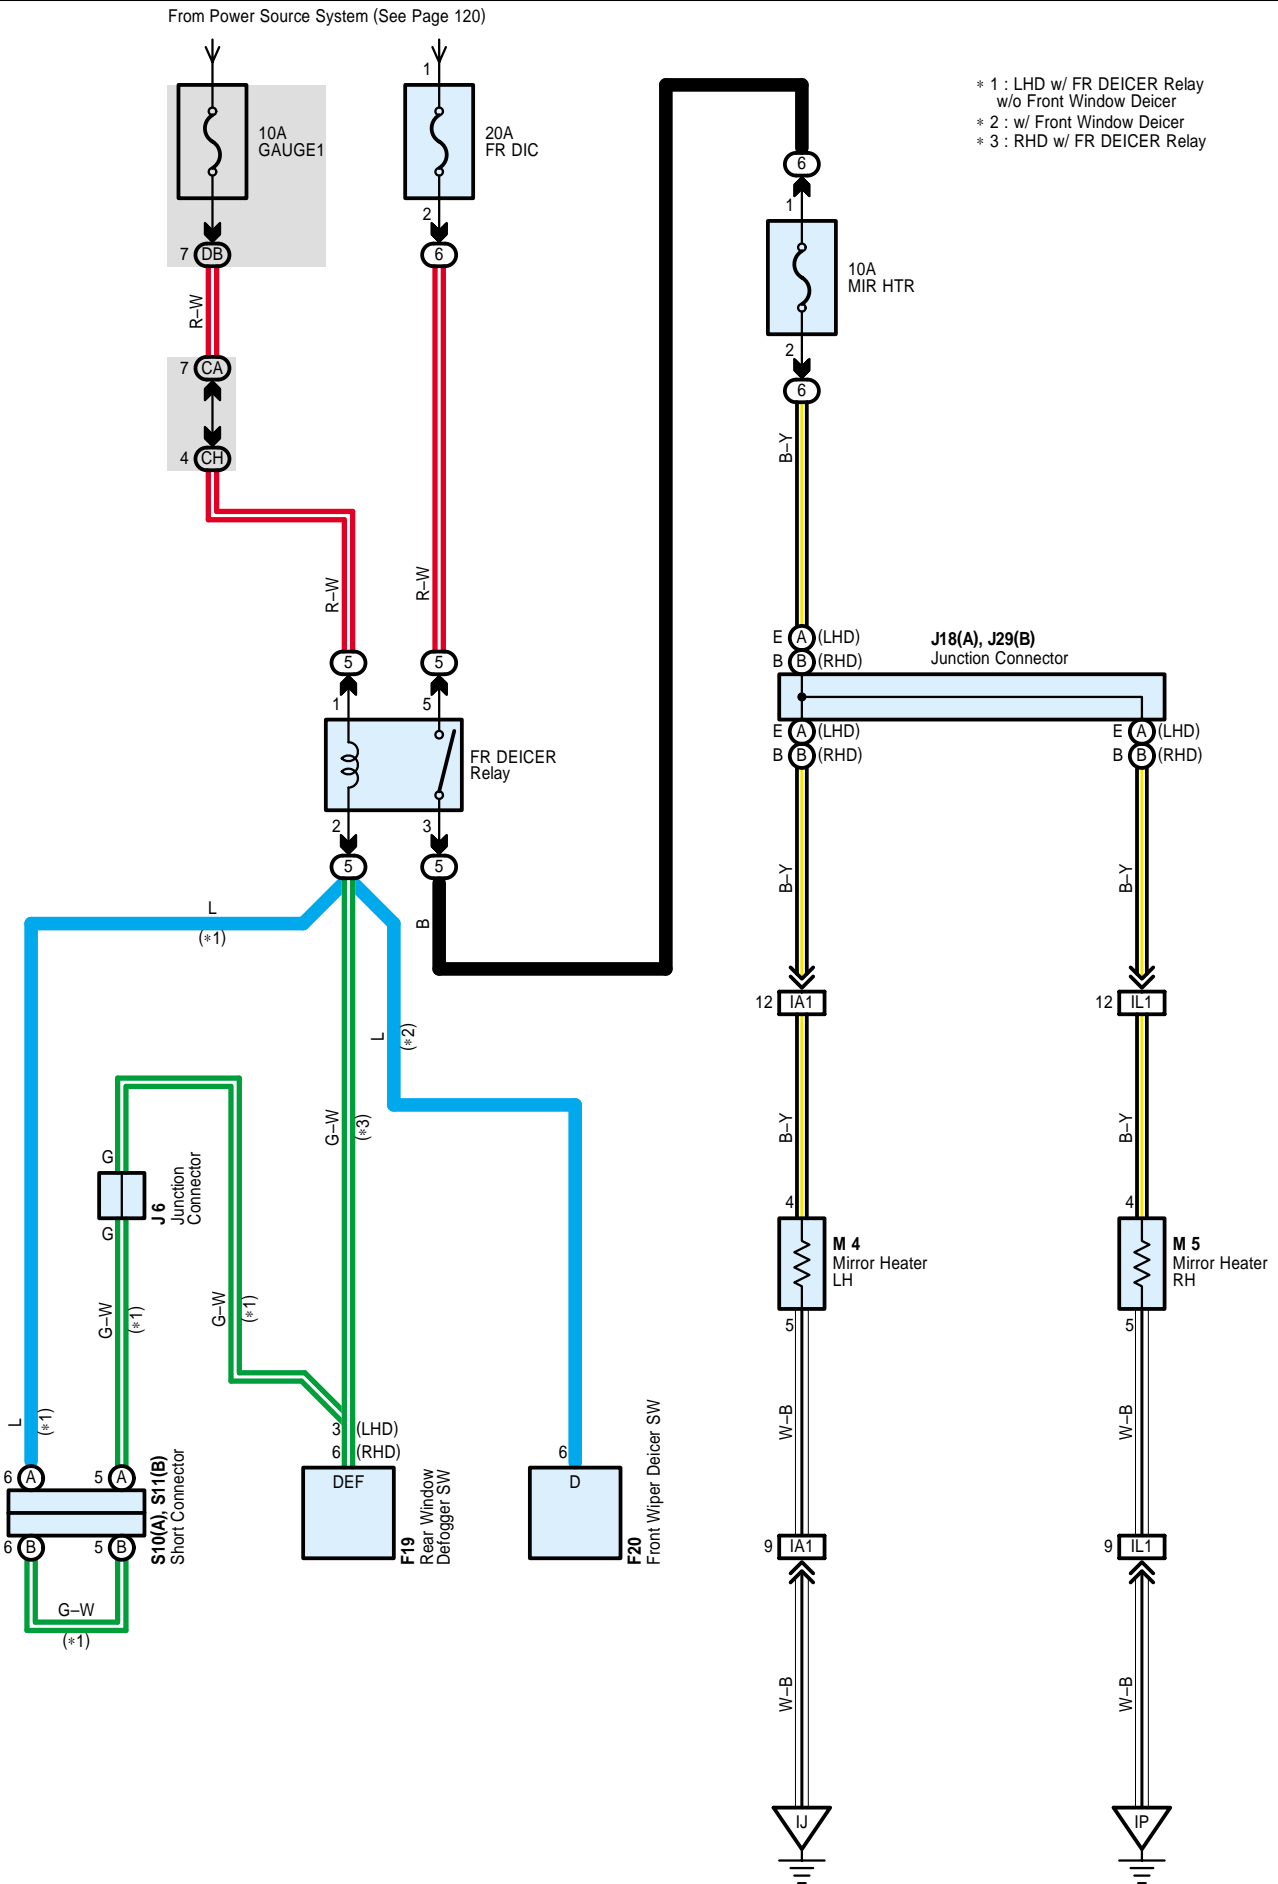 From Power Source System (See Page 120)
∗ 1 : LHD w/ FR DEICER Relay
w/o Front Window Deicer
∗ 2 : w/ Front Window Deicer
∗ 3 : RHD w/ FR DEICER Relay
1
10A
GAUGE1
20A
FR DIC
2
7 DB
6
6
1
10A
MIR HTR
2
6
R–W
7 CA
4 CH
B–Y
R–W
R–W
5
5
1
5
FR DEICER
Relay
2
3
5
5
E A (LHD)
B B (RHD)
J18(A), J29(B)
Junction Connector
E A (LHD)
B B (RHD)
E A (LHD)
B B (RHD)
B–Y
B–Y
L
(∗1)
B
L
(∗2)
12 IA1
12 IL1
G–W
(∗3)
B–Y
B–Y
G
J 6
Junction
Connector
G
G–W
(∗1)
G–W
(∗1)
4
M 4
Mirror Heater
LH
5
4
M 5
Mirror Heater
RH
5
L
(∗1)
3 (LHD)
6 (RHD)
DEF
F19
Rear Window
Defogger SW
6
D
F20
Front Wiper Deicer SW
W–B
W–B
6 A
5 A
S10(A), S11(B)
Short Connector
6 B
5 B
G–W
(∗1)
9 IA1
9 IL1
W–B
W–B
IJ
IP